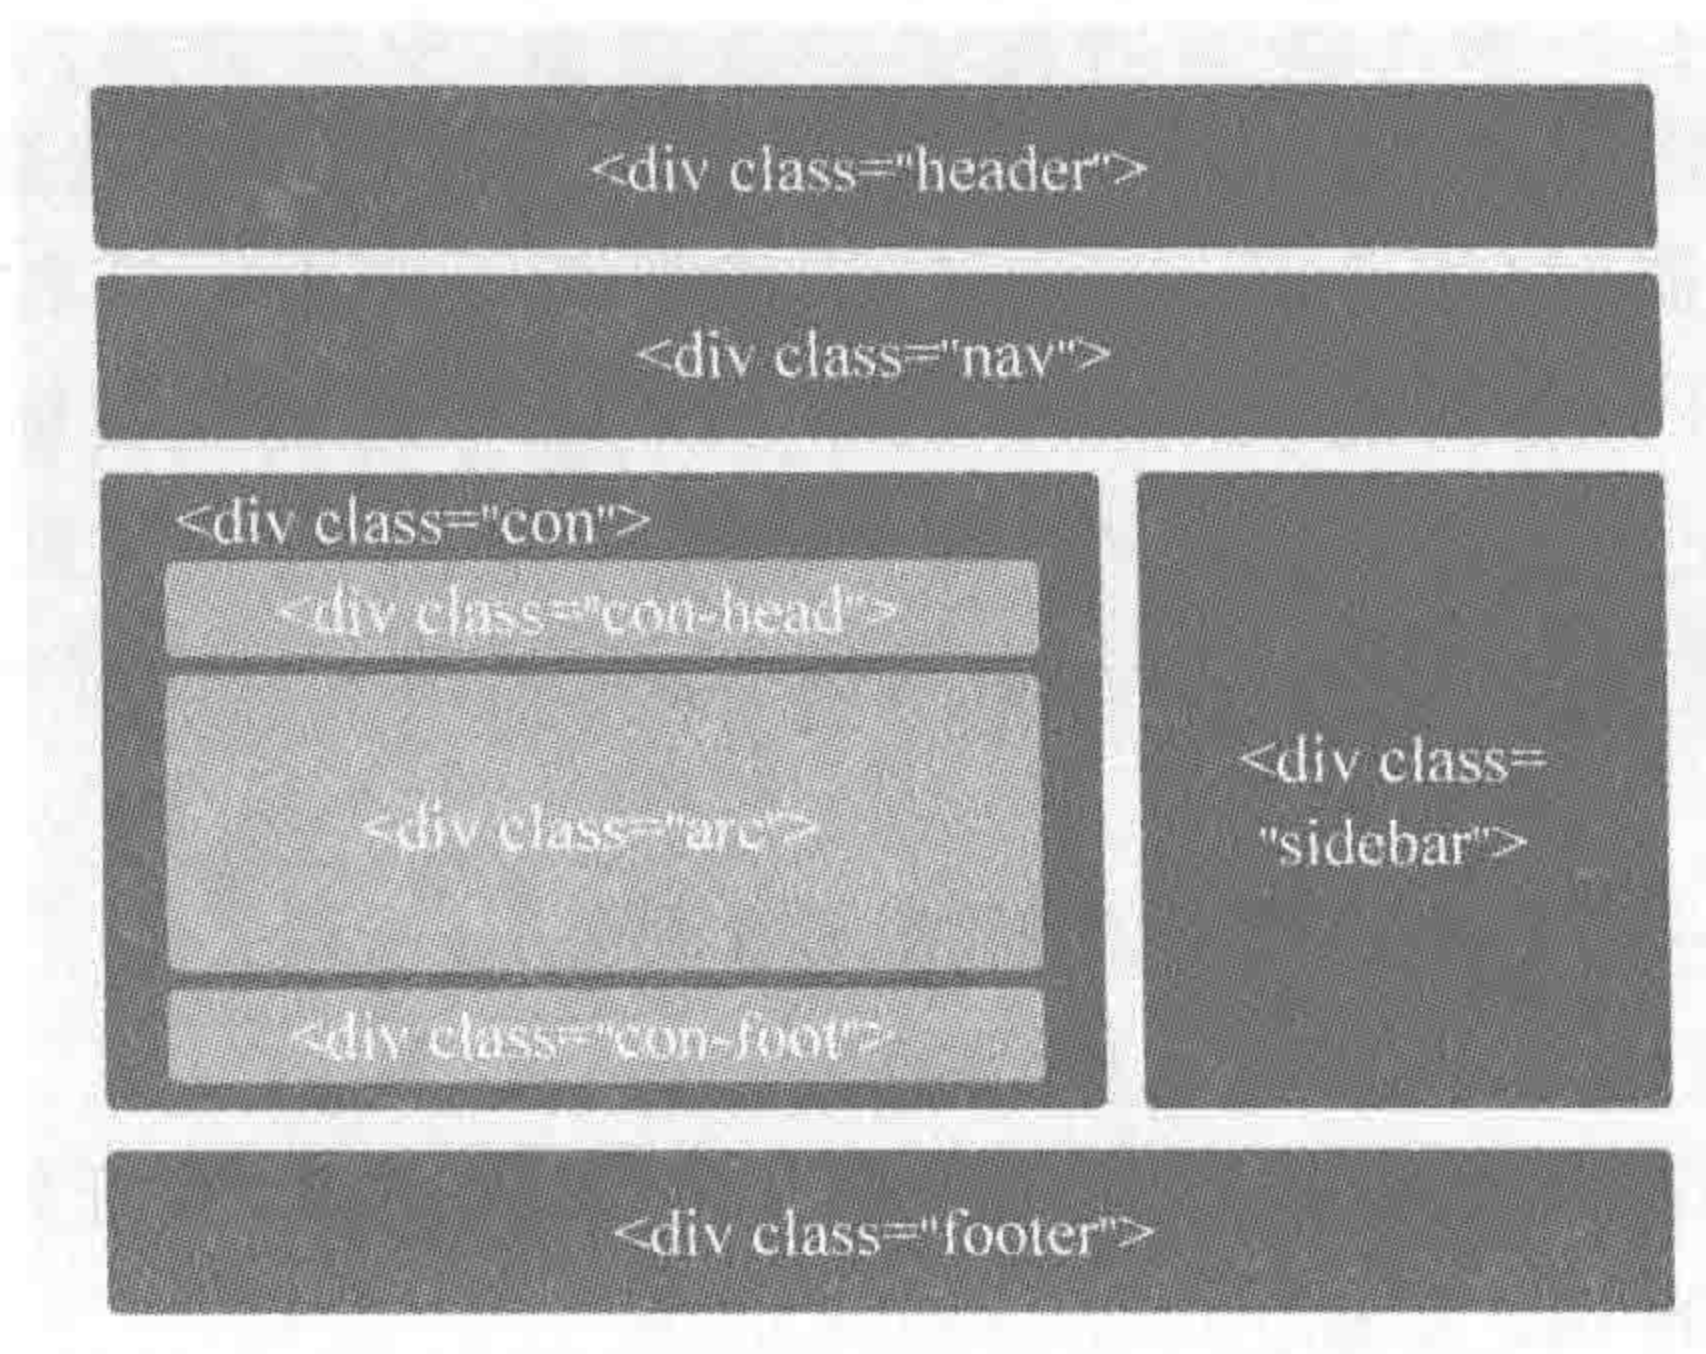 <div class="header">
<div class="nav">
<div class="con">
<div class="con-head">
<div class="arc">
<div class="con-foot">
<div class=
"sidebar">
<div class="footer">